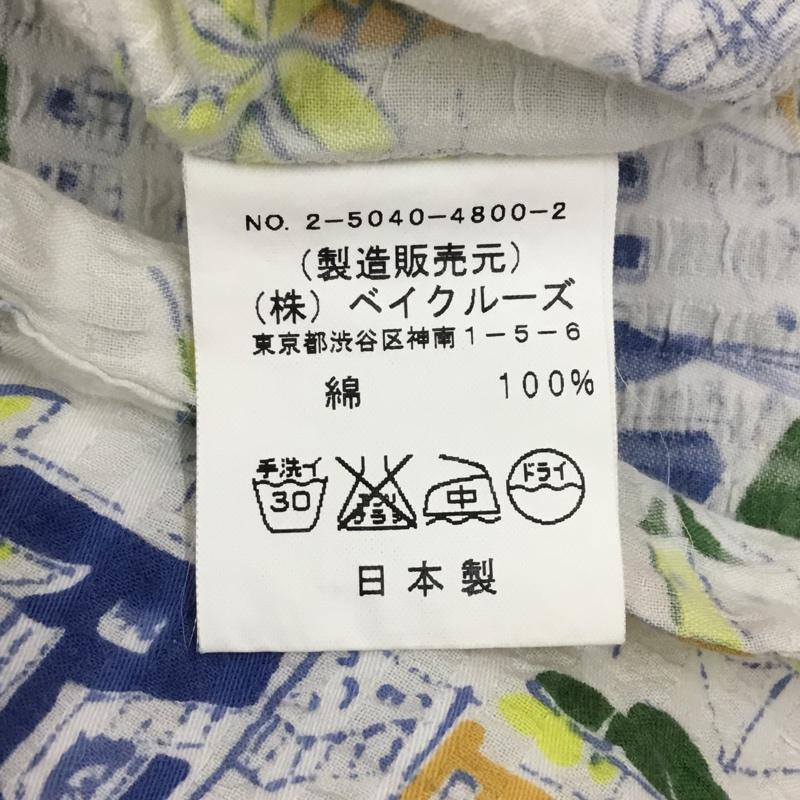 NO. 2-5040-4800-2
(製造販売元)
(株) ベイクルーズ
東京都渋谷区神南1-5-6
綿 100%
手洗イ ドライ
30 中
日本製